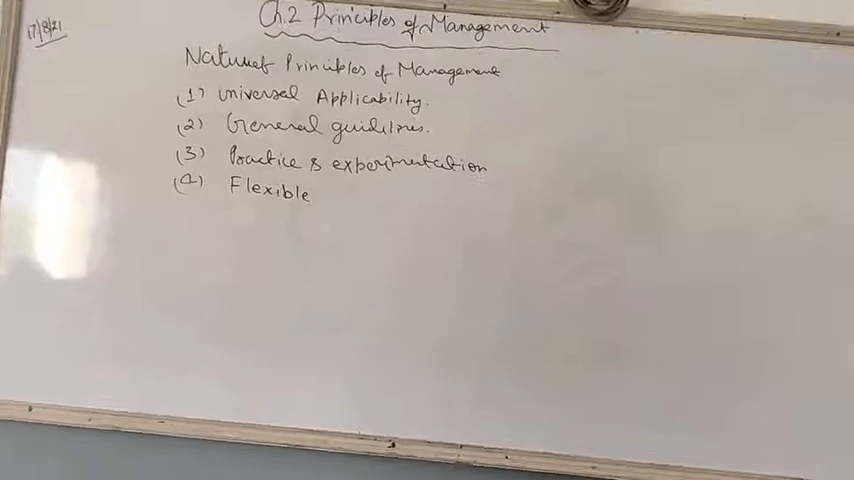 17/8/21
Ch.2 Principles of Management
Nature of Principles of Management
(1) Universal Applicability.
(2) General guidelines.
(3) Practice & experimentation
(4) Flexible